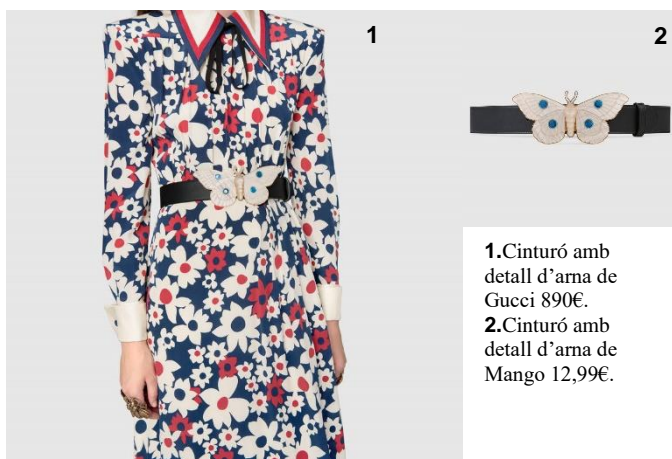 1
2
1.Cinturó amb
detall d'arna de
Gucci 890€.
2.Cinturó amb
detall d'arna de
Mango 12,99€.